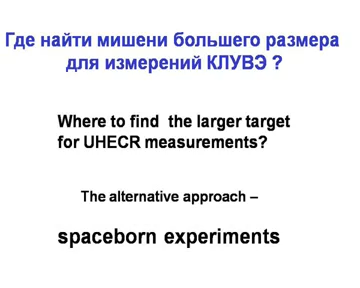 Где найти мишени большего размера
для измерений КЛУВЭ ?
Where to find the larger target
for UHECR measurements?
The alternative approach –
spaceborn experiments